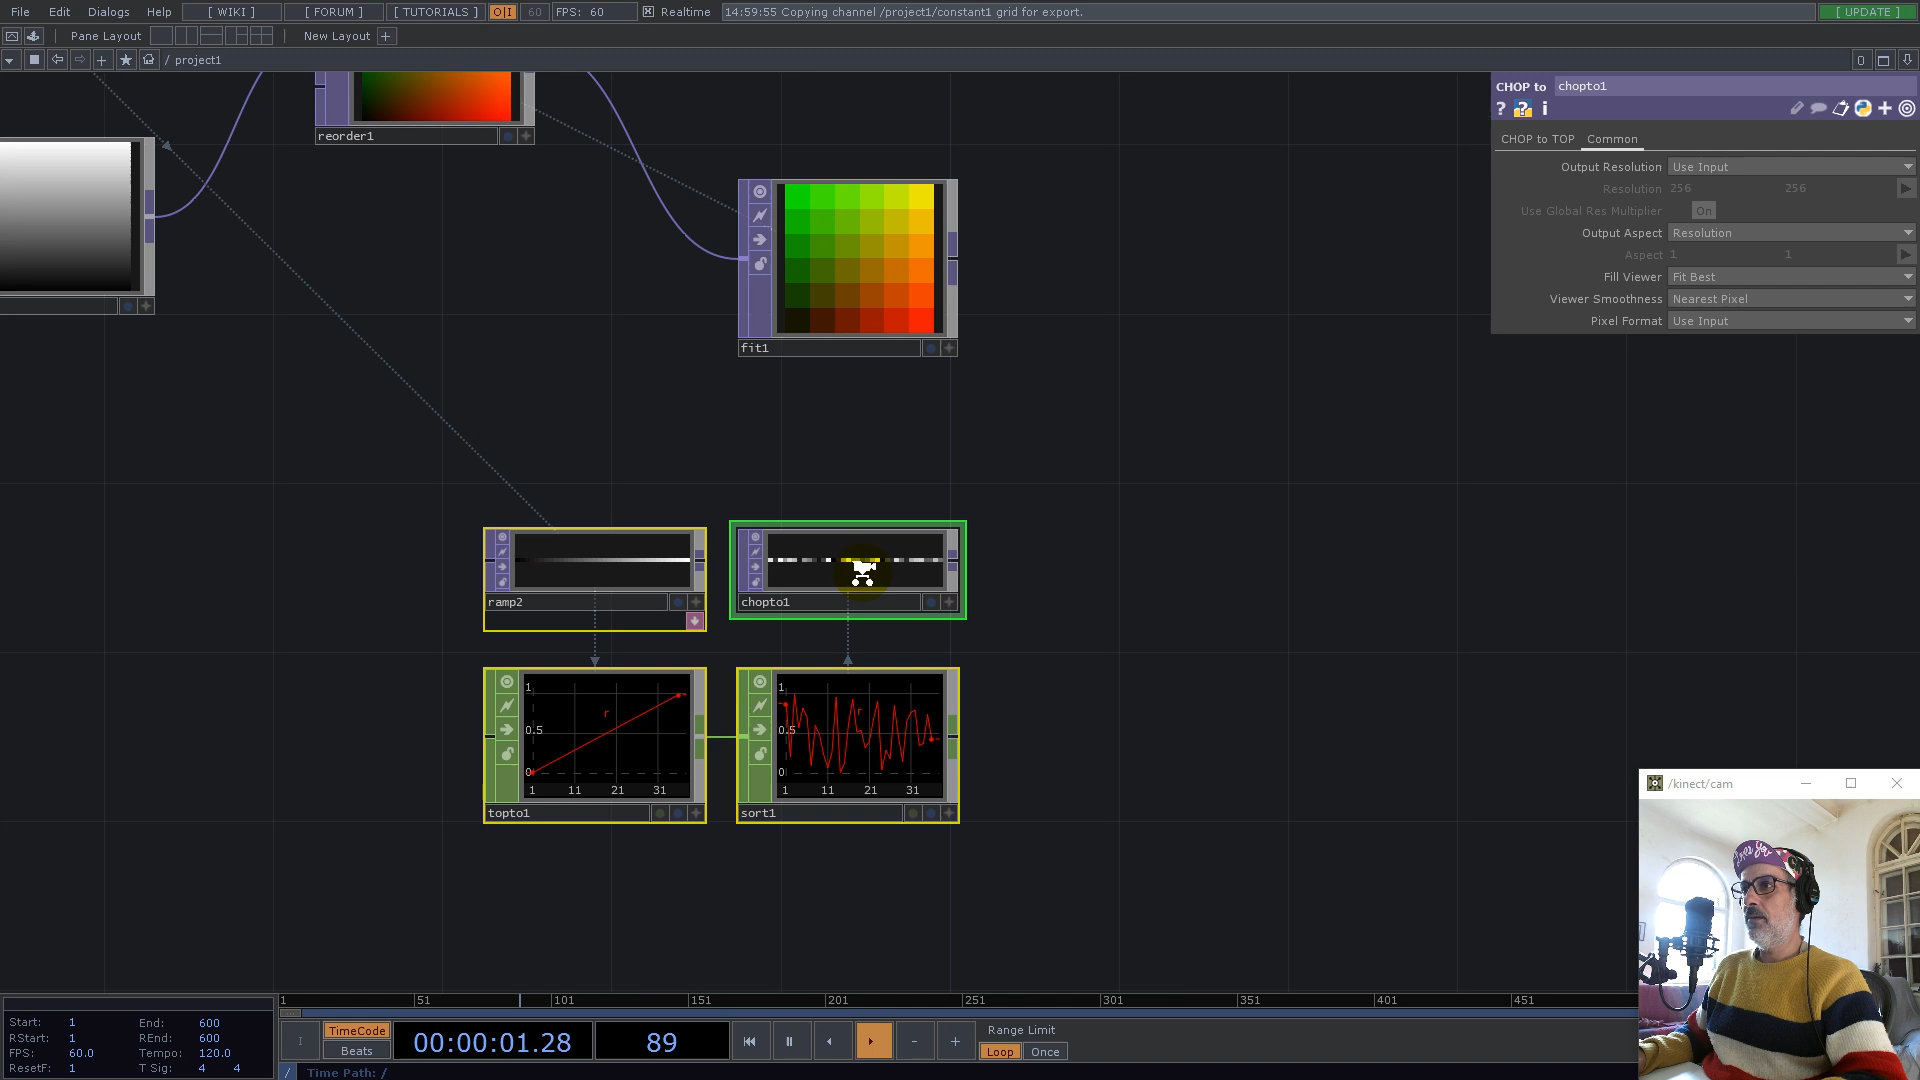 File Edit Dialogs Help [ WIKI ] [ FORUM ] [ TUTORIALS ] O|I 60 FPS: 60 Realtime 14:59:55 Copying channel /project1/constant1 grid for export. [ UPDATE ]
Pane Layout New Layout +
/ project1 0
CHOP to chopto1
? ? i
CHOP to TOP Common
Output Resolution Use Input
Resolution 256 256
Use Global Res Multiplier On
Output Aspect Resolution
Aspect 1 1
Fill Viewer Fit Best
Viewer Smoothness Nearest Pixel
Pixel Format Use Input
reorder1
fit1
ramp2
chopto1
1 r 0.5 0 1 11 21 31
topto1
1 r 0.5 0 1 11 21 31
sort1
/kinect/cam
1 51 101 151 201 251 301 351 401 451
Start: 1 End: 600
RStart: 1 REnd: 600
FPS: 60.0 Tempo: 120.0
ResetF: 1 T Sig: 4 4
I TimeCode Beats 00:00:01.28 89 - +
Range Limit
Loop Once
/ Time Path: /